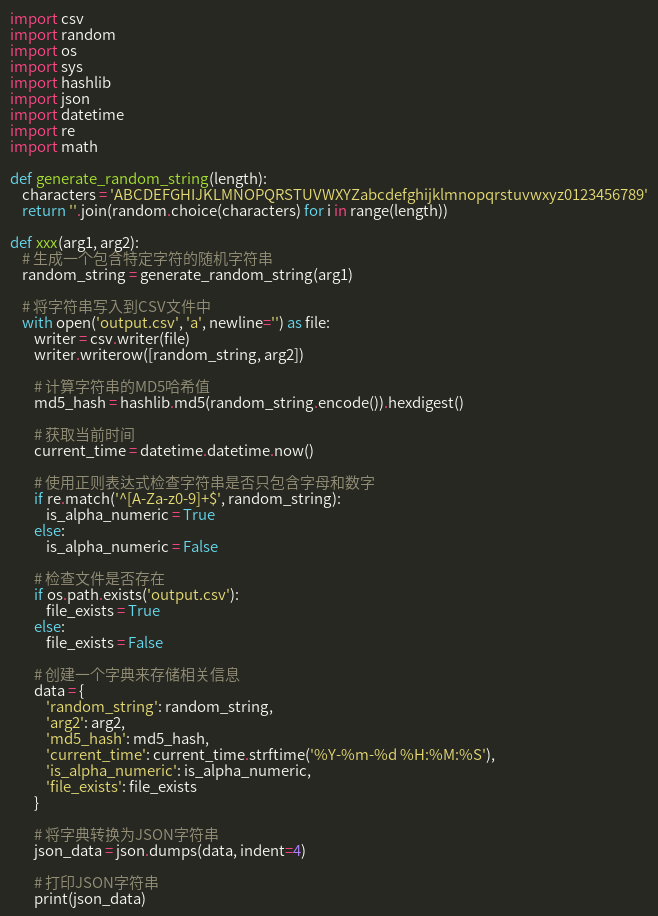 import csv
import random
import os
import sys
import hashlib
import json
import datetime
import re
import math

def generate_random_string(length):
    characters = 'ABCDEFGHIJKLMNOPQRSTUVWXYZabcdefghijklmnopqrstuvwxyz0123456789'
    return ''.join(random.choice(characters) for i in range(length))

def xxx(arg1, arg2):
    # 生成一个包含特定字符的随机字符串
    random_string = generate_random_string(arg1)

    # 将字符串写入到CSV文件中
    with open('output.csv', 'a', newline='') as file:
        writer = csv.writer(file)
        writer.writerow([random_string, arg2])

        # 计算字符串的MD5哈希值
        md5_hash = hashlib.md5(random_string.encode()).hexdigest()

        # 获取当前时间
        current_time = datetime.datetime.now()

        # 使用正则表达式检查字符串是否只包含字母和数字
        if re.match('^[A-Za-z0-9]+$', random_string):
            is_alpha_numeric = True
        else:
            is_alpha_numeric = False

        # 检查文件是否存在
        if os.path.exists('output.csv'):
            file_exists = True
        else:
            file_exists = False

        # 创建一个字典来存储相关信息
        data = {
            'random_string': random_string,
            'arg2': arg2,
            'md5_hash': md5_hash,
            'current_time': current_time.strftime('%Y-%m-%d %H:%M:%S'),
            'is_alpha_numeric': is_alpha_numeric,
            'file_exists': file_exists
        }

        # 将字典转换为JSON字符串
        json_data = json.dumps(data, indent=4)

        # 打印JSON字符串
        print(json_data)